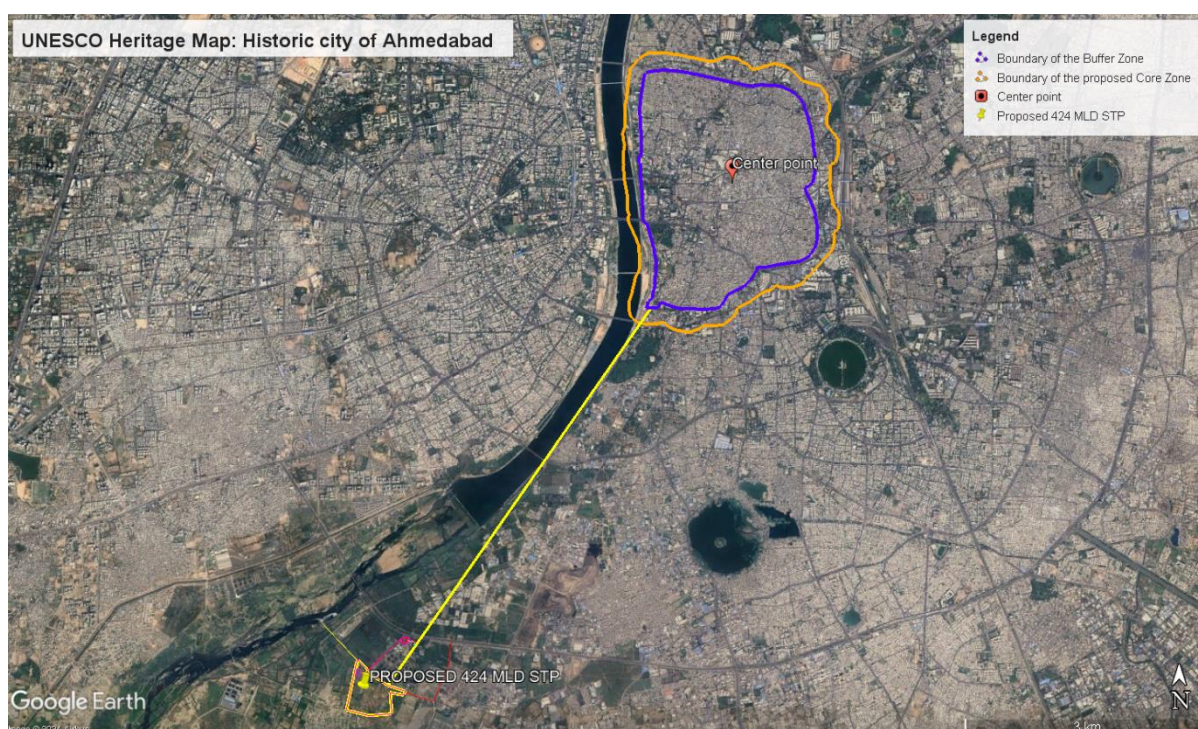 UNESCO Heritage Map: Historic city of Ahmedabad
Legend
Boundary of the Buffer Zone
Boundary of the proposed Core Zone
Center point
Proposed 424 MLD STP
Center point
PROPOSED 424 MLD STP
Google Earth
N
3 km